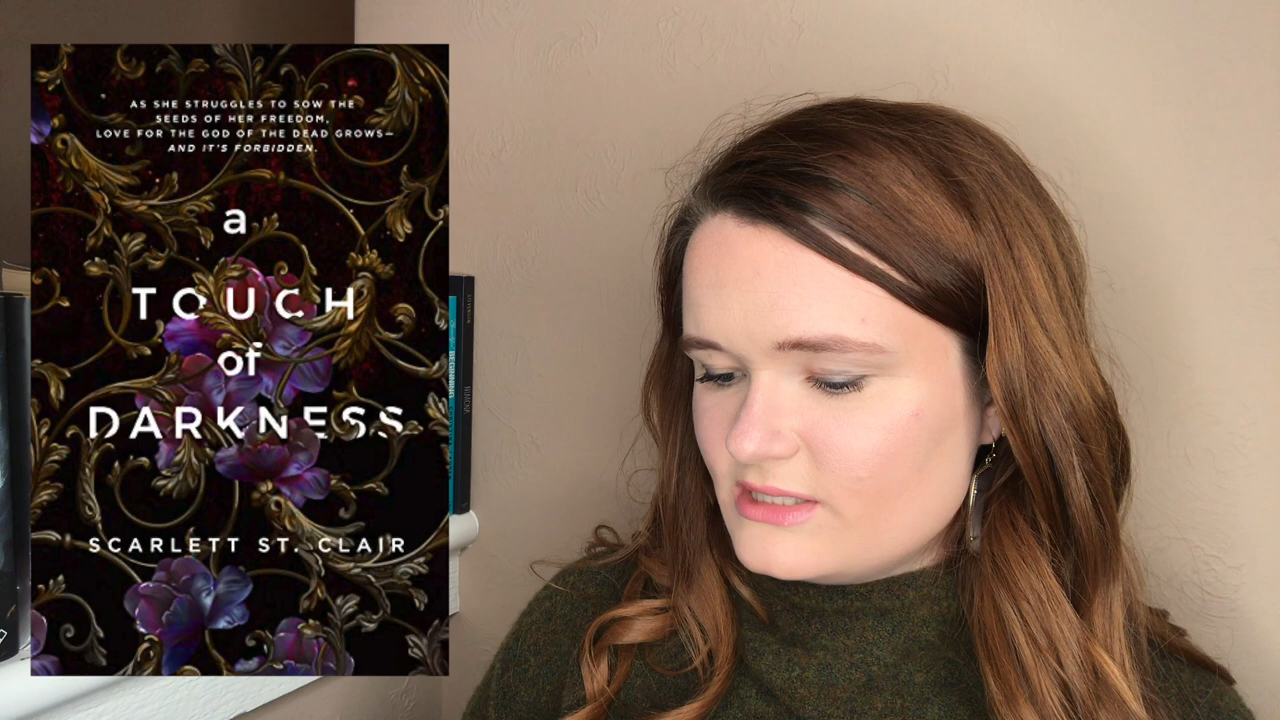 AS SHE STRUGGLES TO SOW THE
SEEDS OF HER FREEDOM,
LOVE FOR THE GOD OF THE DEAD GROWS—
AND IT'S FORBIDDEN.
a
TOUCH
of
DARKNESS
SCARLETT ST. CLAIR
BEGINNING